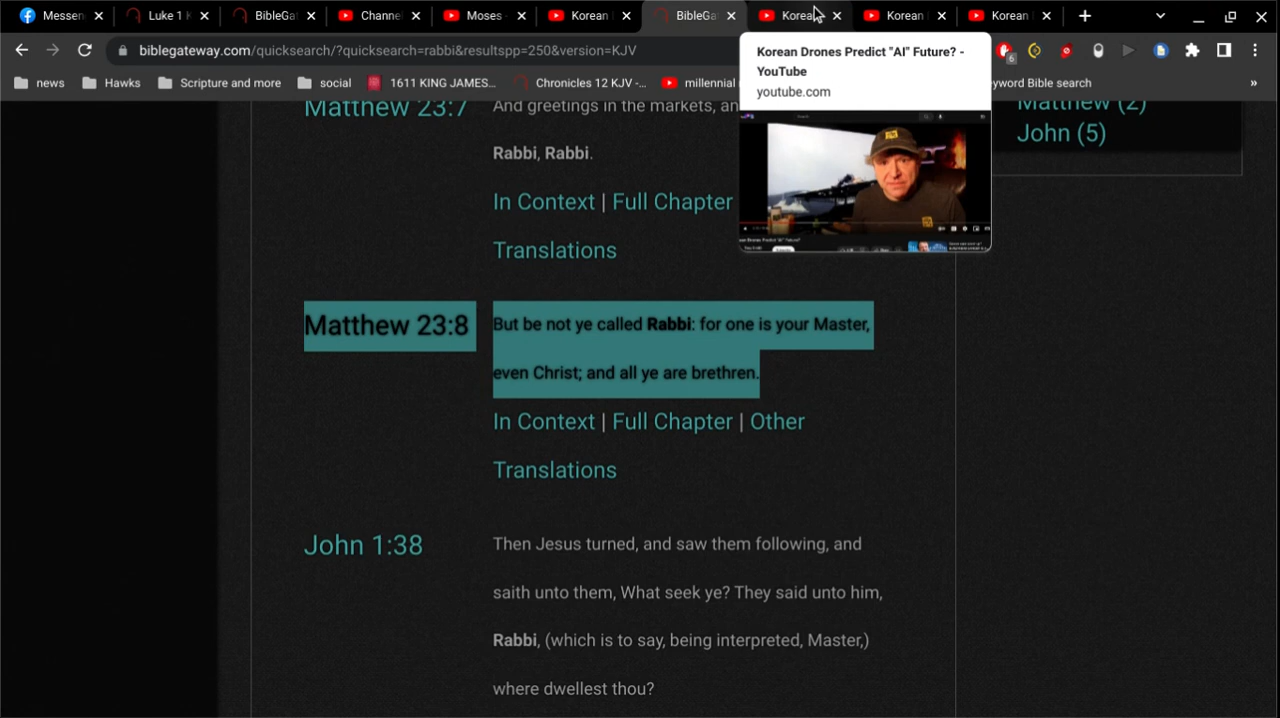 Messen
Luke 1 K
BibleGat
Channe
Moses -
Korean
BibleGa
Korea
Korean
Korean
biblegateway.com/quicksearch/?quicksearch=rabbi&resultspp=250&version=KJV
6
news
Hawks
Scripture and more
social
1611 KING JAMES...
Chronicles 12 KJV -...
millennial
eyword Bible search
»
Korean Drones Predict "AI" Future? -
YouTube
youtube.com
Matthew 23:7
And greetings in the markets, an
Rabbi, Rabbi.
In Context | Full Chapter
Translations
Matthew (2)
John (5)
Matthew 23:8
But be not ye called Rabbi: for one is your Master,
even Christ; and all ye are brethren.
In Context | Full Chapter | Other
Translations
John 1:38
Then Jesus turned, and saw them following, and
saith unto them, What seek ye? They said unto him,
Rabbi, (which is to say, being interpreted, Master,)
where dwellest thou?